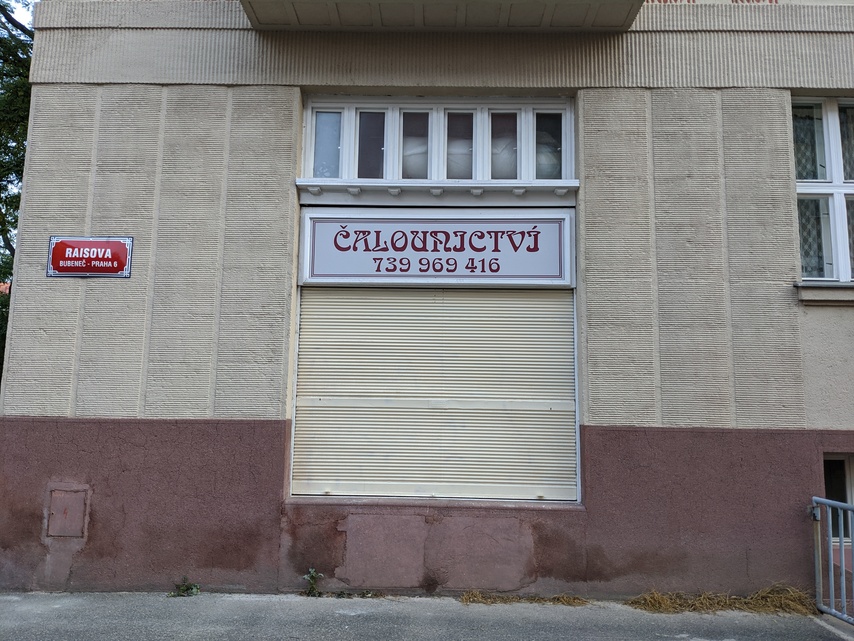 RAISOVA
BUBENEČ - PRAHA 6
ČALOUNICTVÍ
739 969 416